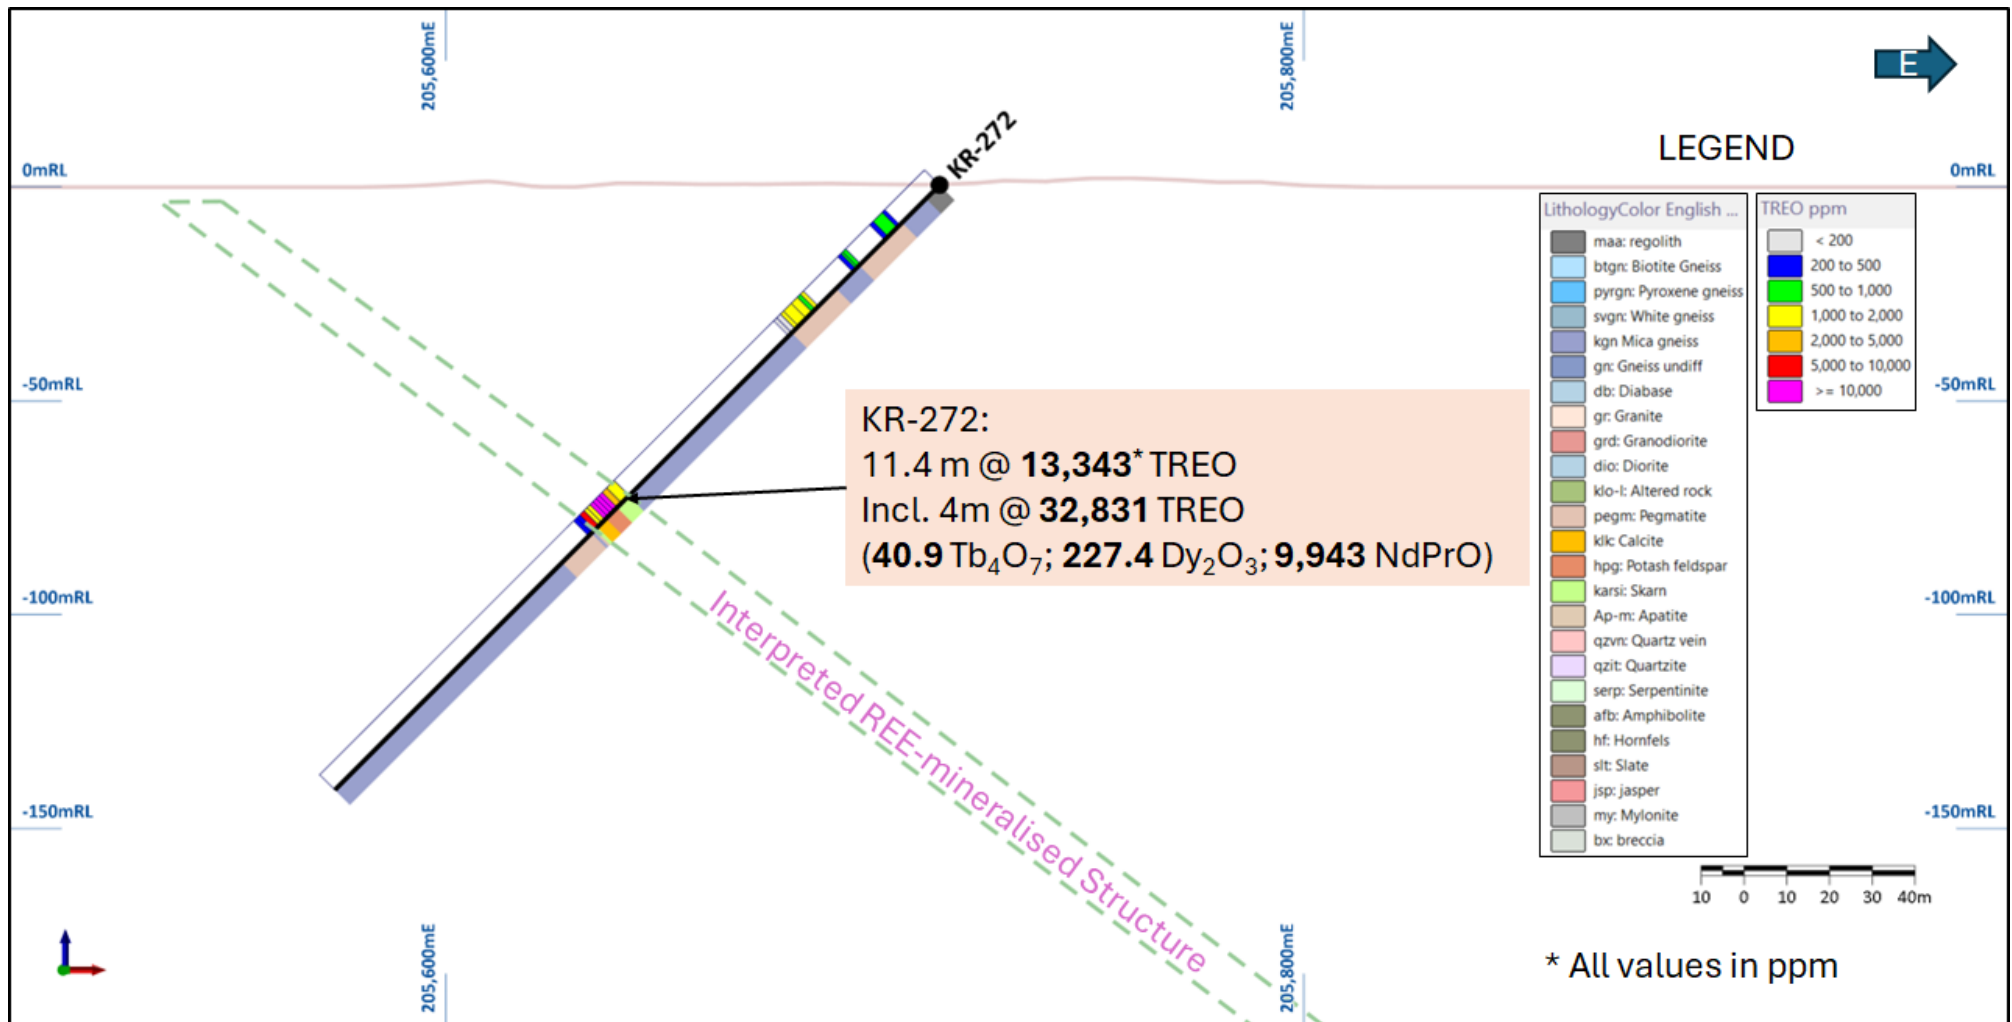 205,600mE
205,800mE
E
KR-272
LEGEND
0mRL
0mRL
LithologyColor English ...
maa: regolith
btgn: Biotite Gneiss
pyrgn: Pyroxene gneiss
svgn: White gneiss
kgn Mica gneiss
gn: Gneiss undiff
db: Diabase
gr: Granite
grd: Granodiorite
dio: Diorite
klo-l: Altered rock
pegm: Pegmatite
klk: Calcite
hpg: Potash feldspar
karsi: Skarn
Ap-m: Apatite
qzvn: Quartz vein
qzit: Quartzite
serp: Serpentinite
afb: Amphibolite
hf: Hornfels
slt: Slate
jsp: jasper
my: Mylonite
bx: breccia
TREO ppm
< 200
200 to 500
500 to 1,000
1,000 to 2,000
2,000 to 5,000
5,000 to 10,000
>= 10,000
-50mRL
-50mRL
KR-272:
11.4 m @ 13,343* TREO
Incl. 4m @ 32,831 TREO
(40.9 Tb₄O₇; 227.4 Dy₂O₃; 9,943 NdPrO)
-100mRL
-100mRL
Interpreted REE-mineralised Structure
-150mRL
-150mRL
10 0 10 20 30 40m
205,600mE
205,800mE
* All values in ppm